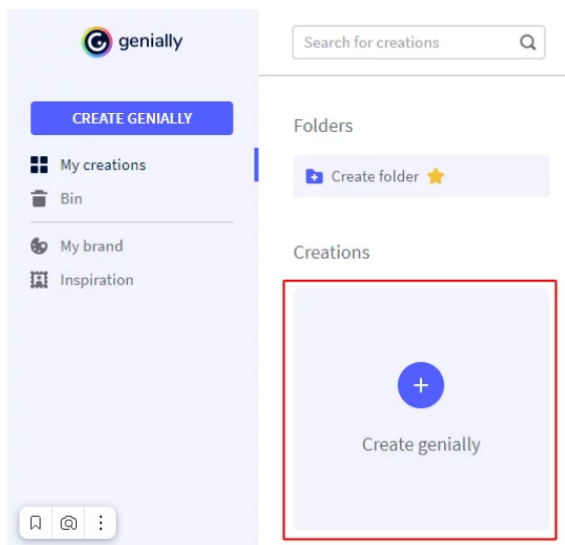 genially
CREATE GENIALLY
My creations
Bin
My brand
Inspiration
Search for creations
Folders
Create folder
Creations
Create genially